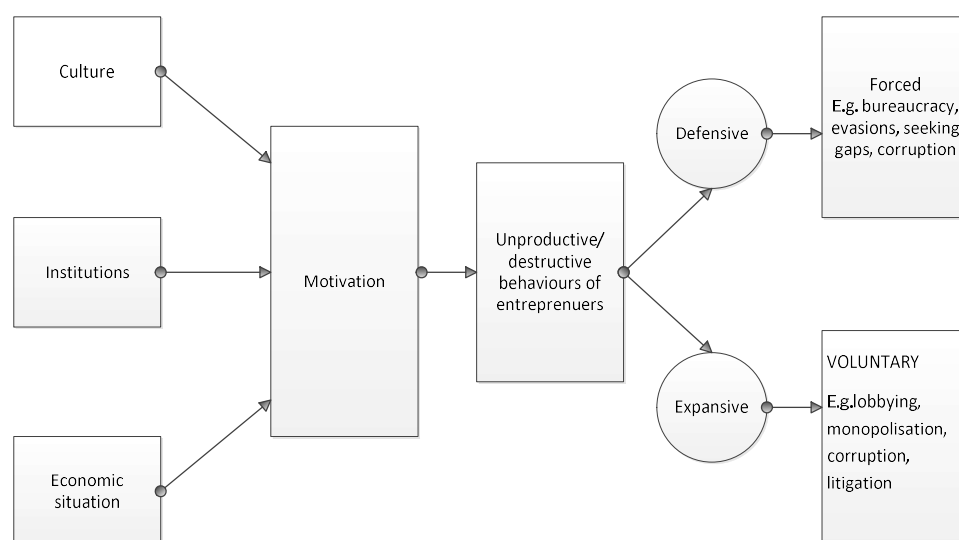 Culture
Institutions
Economic
situation
Motivation
Unproductive/
destructive
behaviours of
entreprenuers
Defensive
Expansive
Forced
E.g. bureaucracy,
evasions, seeking
gaps, corruption
VOLUNTARY
E.g.lobbying,
monopolisation,
corruption,
litigation